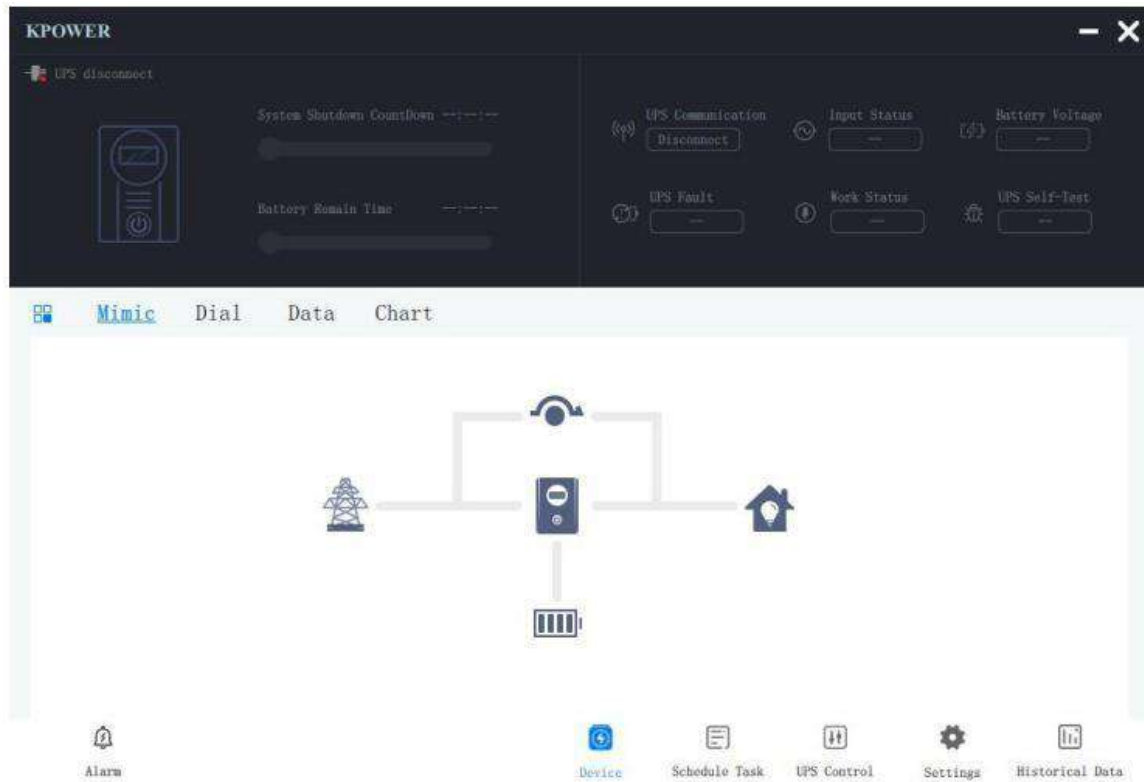 KPOWER
UPS disconnect
System Shutdown CountDown --:--:--
Battery Remain Time --:--:--
UPS Communication
Disconnect
Input Status
--
Battery Voltage
--
UPS Fault
--
Work Status
--
UPS Self-Test
--
Mimic Dial Data Chart
Alarm Device Schedule Task UPS Control Settings Historical Data